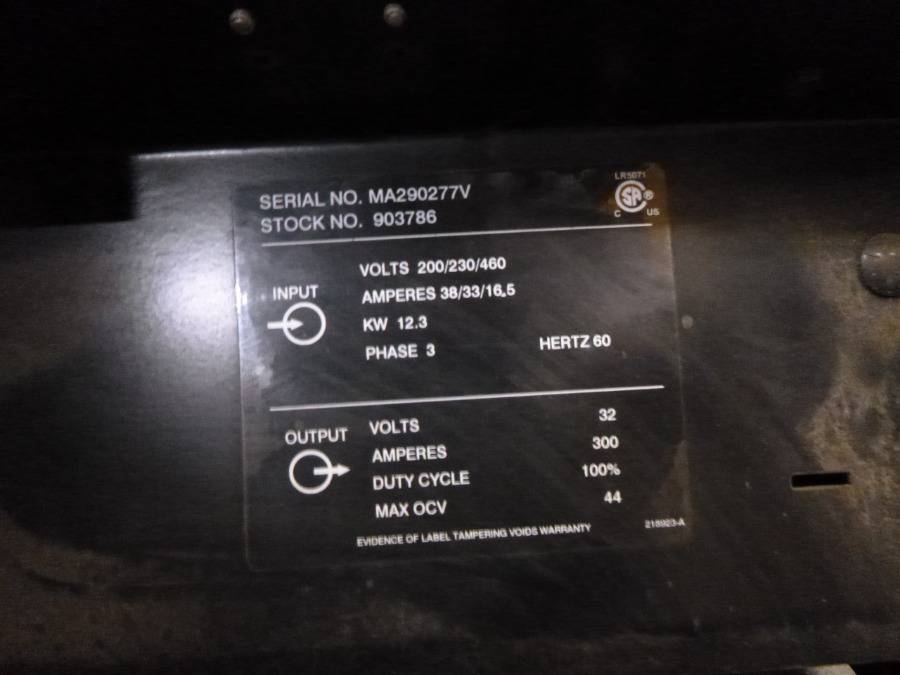 LR5071
SERIAL NO. MA290277V
SA ®
STOCK NO. 903786
C US
VOLTS 200/230/460
INPUT
AMPERES 38/33/16.5
KW 12.3
PHASE 3 HERTZ 60
VOLTS 32
OUTPUT
AMPERES 300
DUTY CYCLE 100%
MAX OCV 44
EVIDENCE OF LABEL TAMPERING VOIDS WARRANTY 218923-A